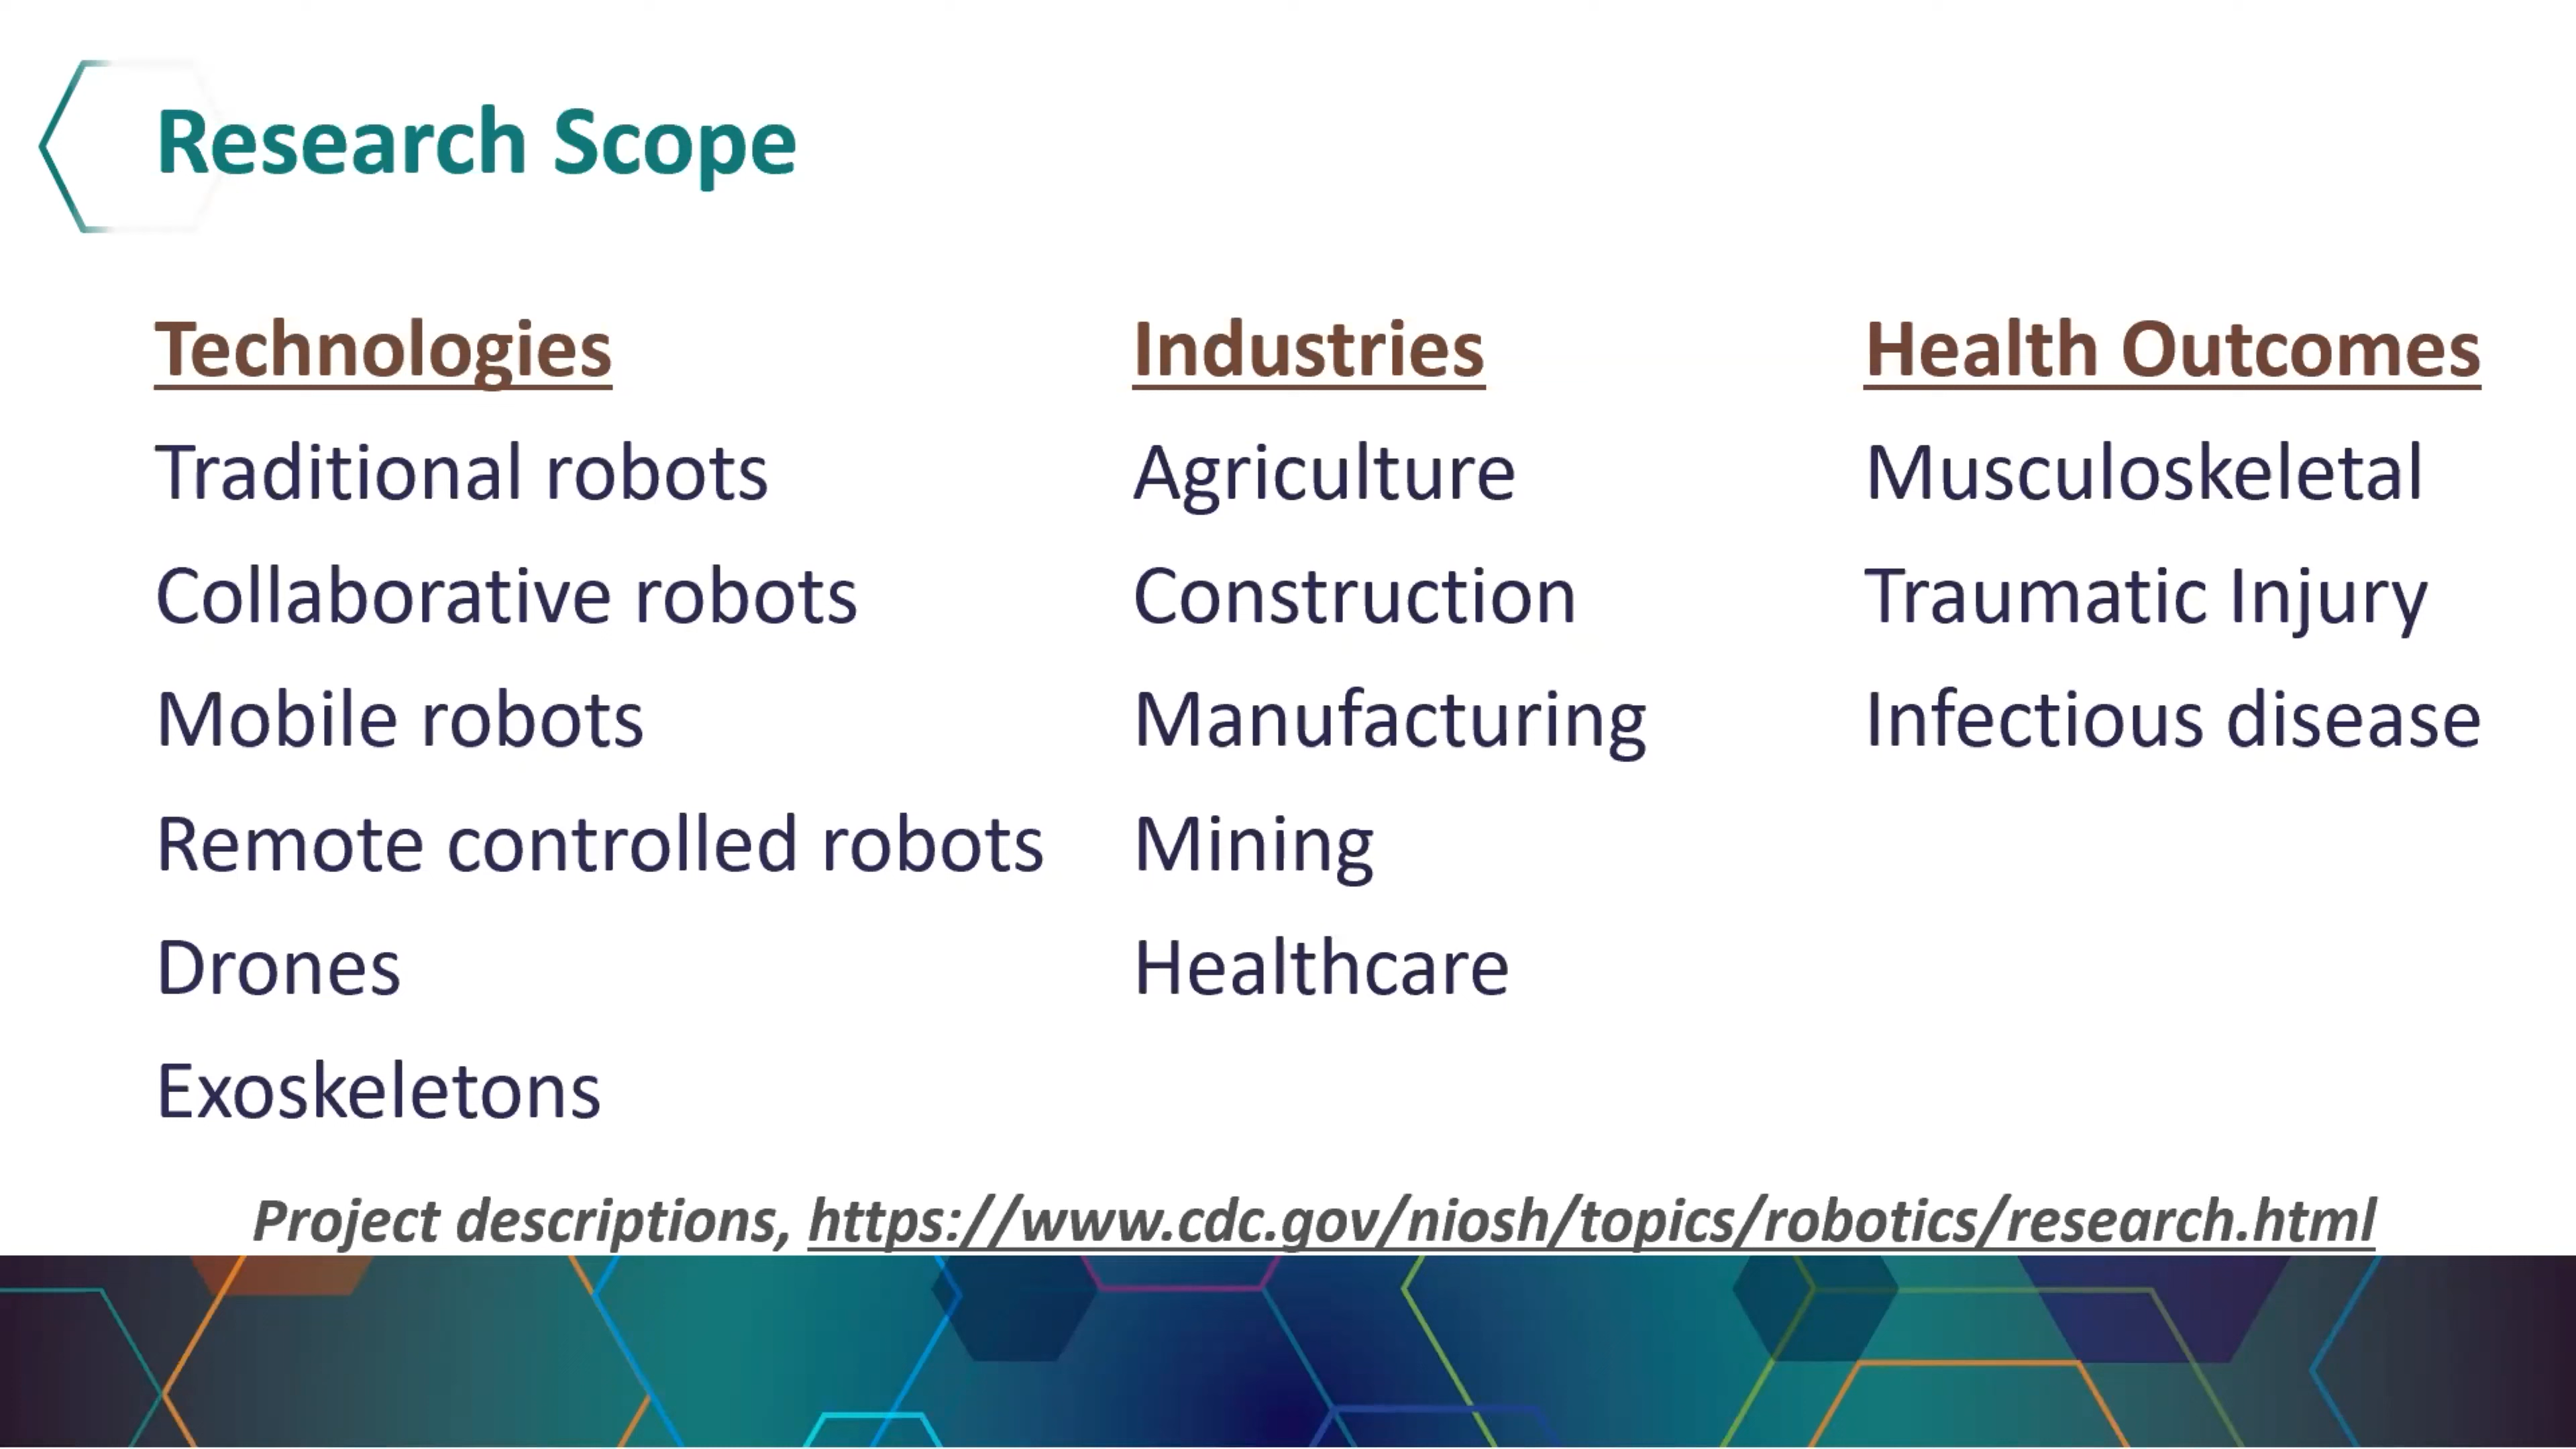 Research Scope
Technologies
Traditional robots
Collaborative robots
Mobile robots
Remote controlled robots
Drones
Exoskeletons
Industries
Agriculture
Construction
Manufacturing
Mining
Healthcare
Health Outcomes
Musculoskeletal
Traumatic Injury
Infectious disease
Project descriptions, https://www.cdc.gov/niosh/topics/robotics/research.html